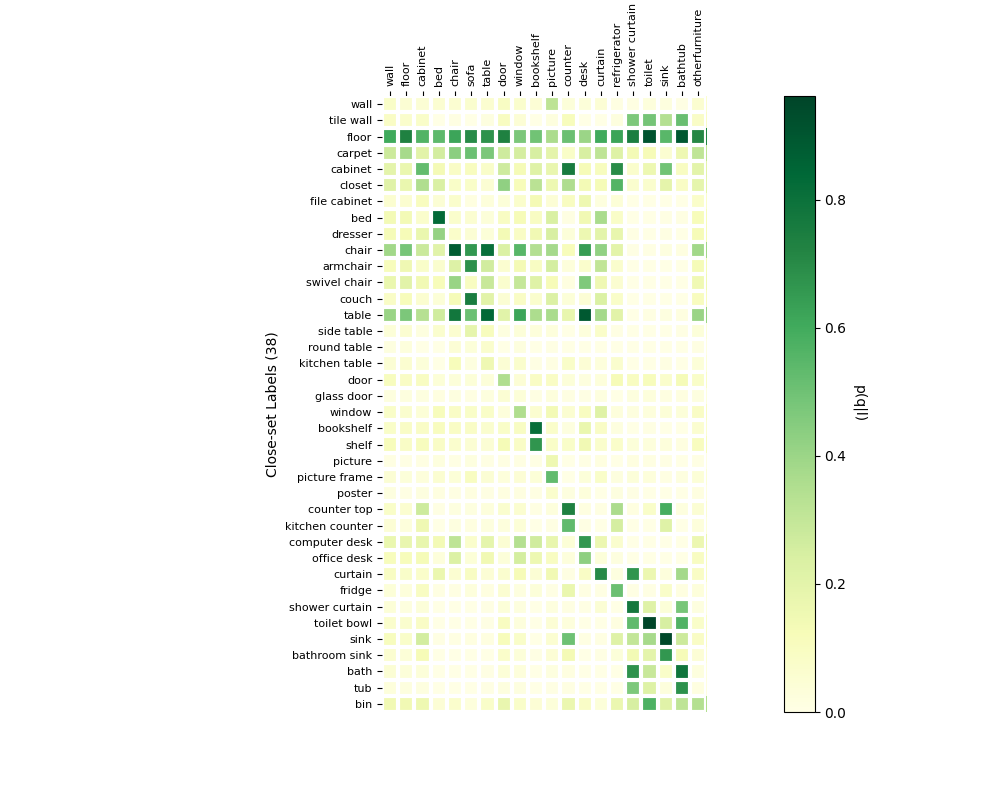 wall
floor
cabinet
bed
chair
sofa
table
door
window
bookshelf
picture
counter
desk
curtain
refrigerator
shower curtain
toilet
sink
bathtub
otherfurniture
wall
tile wall
floor
carpet
cabinet
closet
file cabinet
bed
dresser
chair
armchair
swivel chair
couch
table
side table
round table
kitchen table
door
glass door
window
bookshelf
shelf
picture
picture frame
poster
counter top
kitchen counter
computer desk
office desk
curtain
fridge
shower curtain
toilet bowl
sink
bathroom sink
bath
tub
bin
Close-set Labels (38)
0.8
0.6
0.4
0.2
0.0
p(b|l)